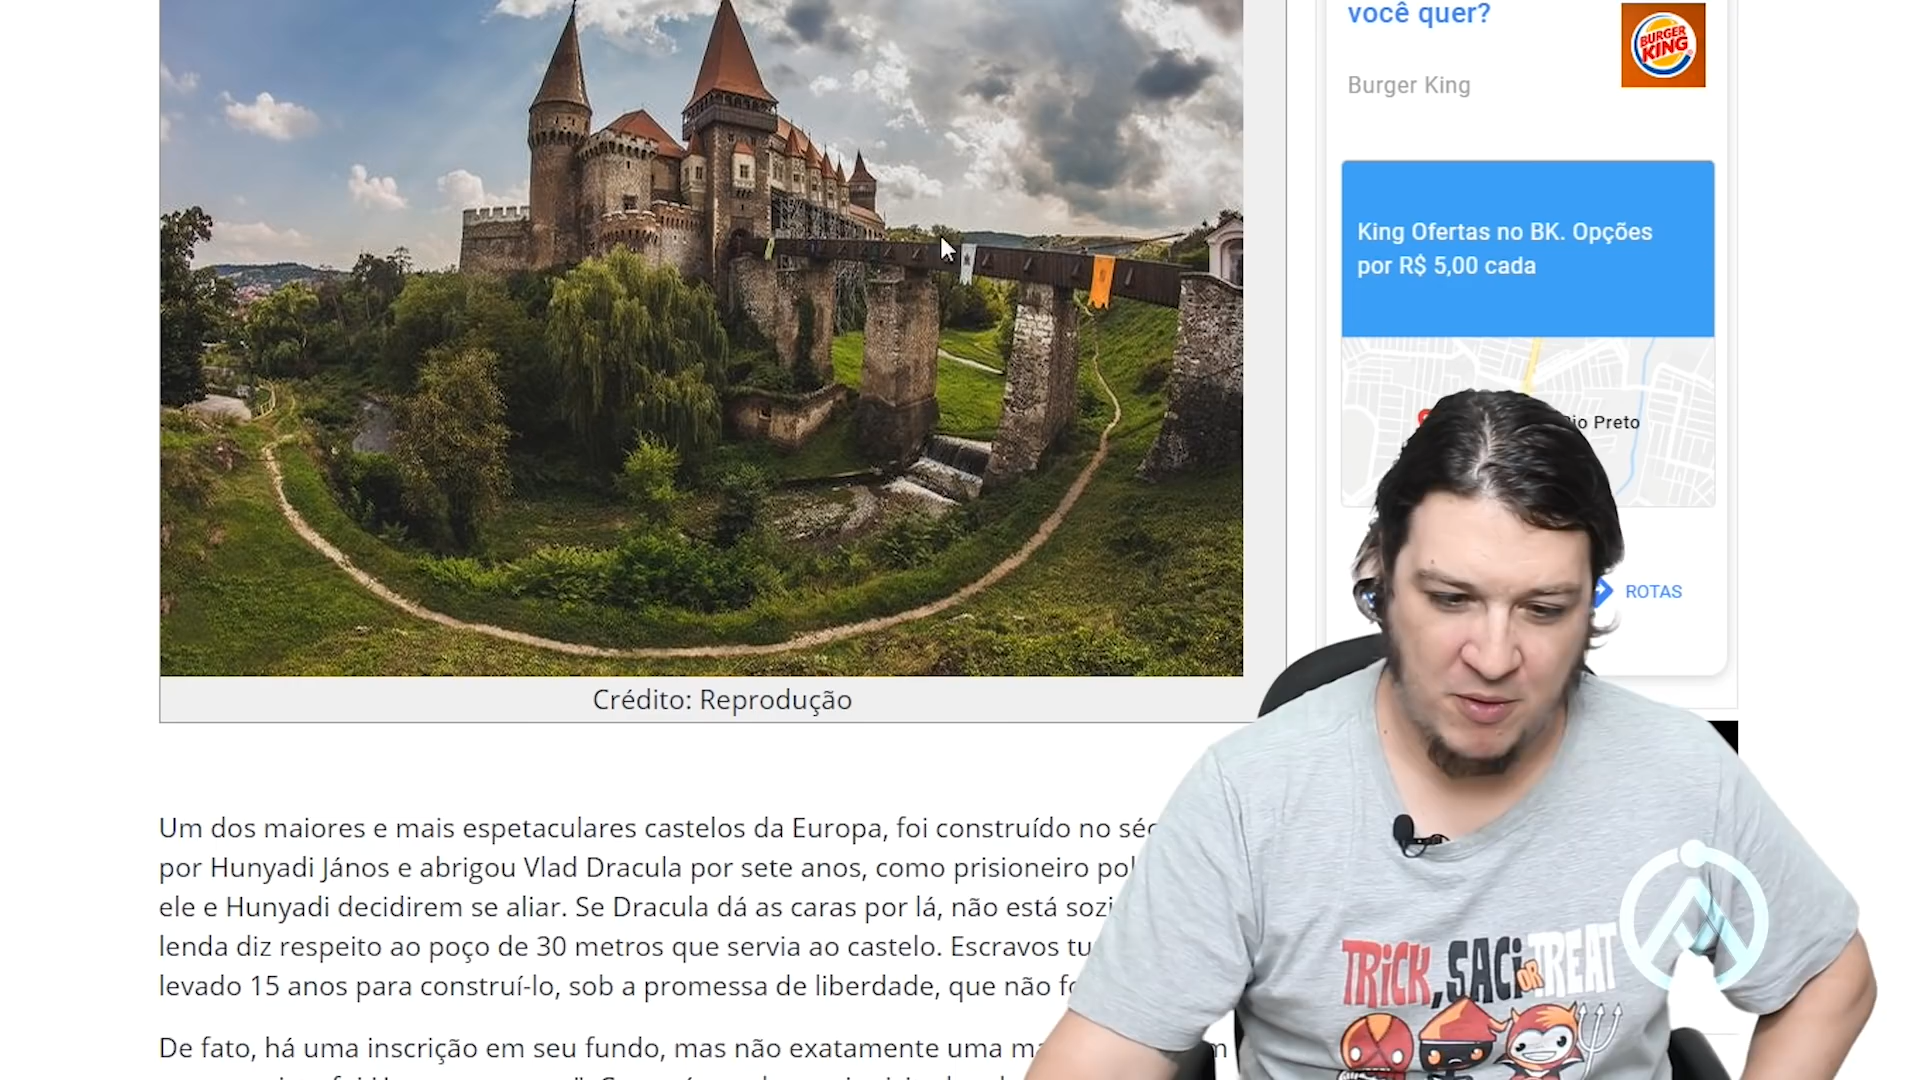 você quer?
BURGER
KING
Burger King
King Ofertas no BK. Opções
por R$ 5,00 cada
Rio Preto
ROTAS
Crédito: Reprodução
Um dos maiores e mais espetaculares castelos da Europa, foi construído no
por Hunyadi János e abrigou Vlad Dracula por sete anos, como prisioneiro
ele e Hunyadi decidirem se aliar. Se Dracula dá as caras por lá, não está
lenda diz respeito ao poço de 30 metros que servia ao castelo. Escravos
levado 15 anos para construí-lo, sob a promessa de liberdade, que não
De fato, há uma inscrição em seu fundo, mas não exatamente uma
TRICK, SACI OR TREAT